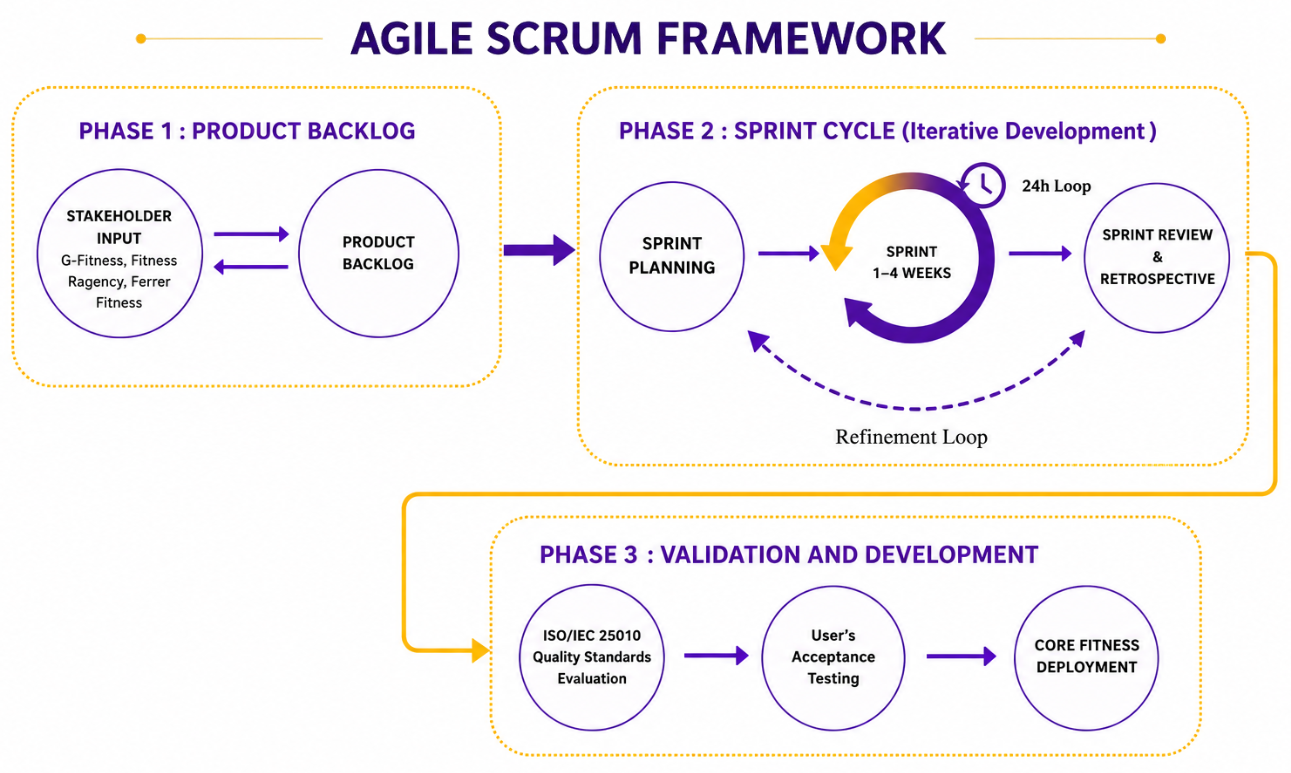 AGILE SCRUM FRAMEWORK
PHASE 1 : PRODUCT BACKLOG
STAKEHOLDER
INPUT
G-Fitness, Fitness
Ragency, Ferrer
Fitness
PRODUCT
BACKLOG
PHASE 2 : SPRINT CYCLE (Iterative Development)
SPRINT
PLANNING
SPRINT
1–4 WEEKS
24h Loop
SPRINT REVIEW
&
RETROSPECTIVE
Refinement Loop
PHASE 3 : VALIDATION AND DEVELOPMENT
ISO/IEC 25010
Quality Standards
Evaluation
User’s
Acceptance
Testing
CORE FITNESS
DEPLOYMENT